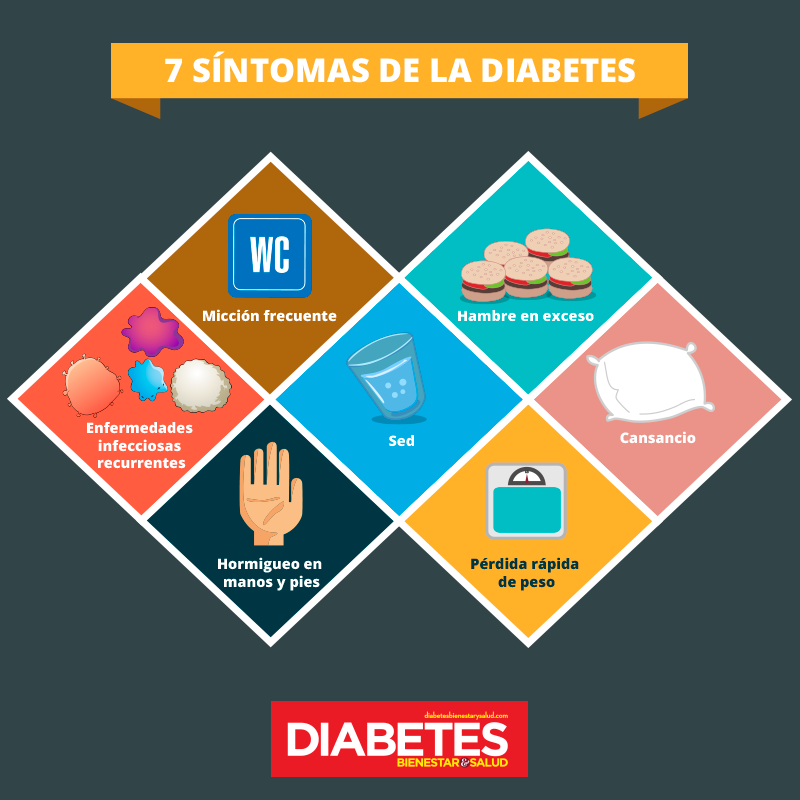 7 SÍNTOMAS DE LA DIABETES
WC
Micción frecuente
Hambre en exceso
Enfermedades
infecciosas
recurrentes
Sed
Cansancio
Hormigueo en
manos y pies
Pérdida rápida
de peso
diabetesbienestarysalud.com
DIABETES
BIENESTAR&SALUD